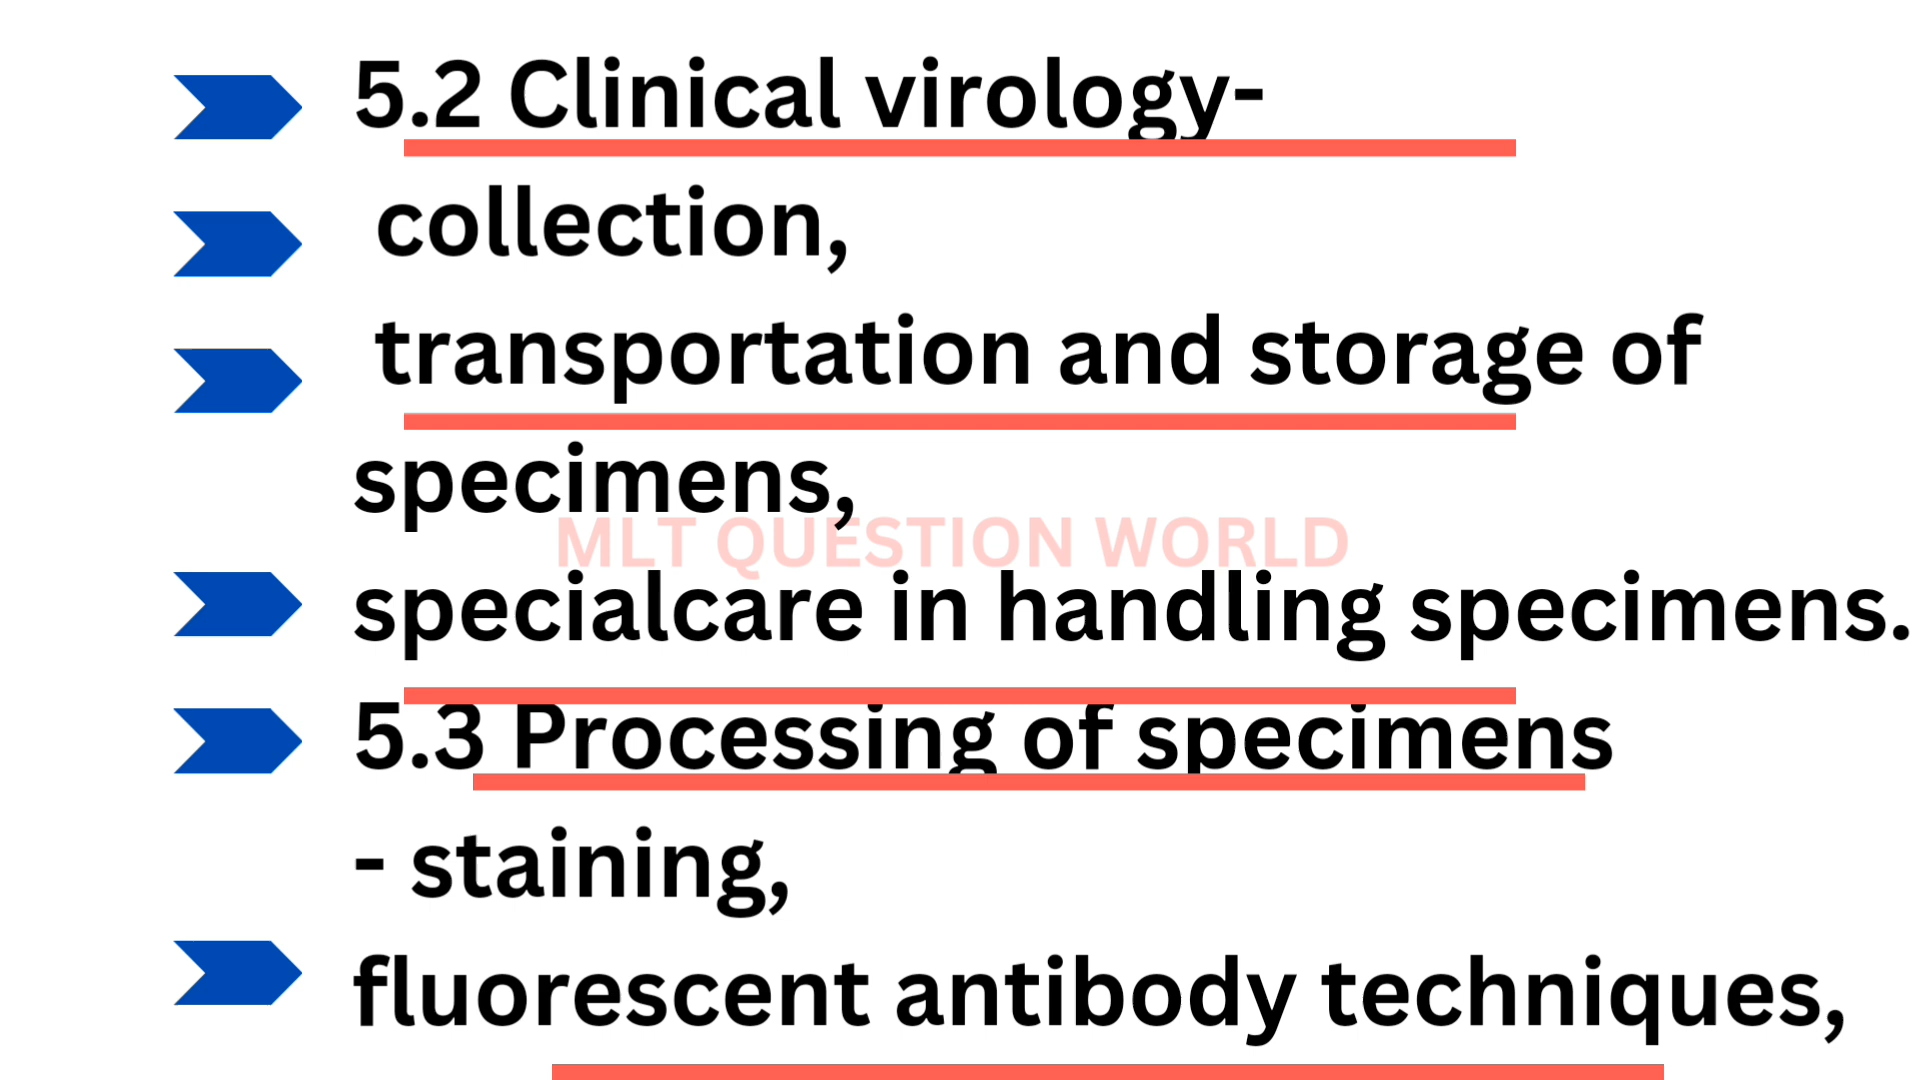 5.2 Clinical virology-
collection,
transportation and storage of
specimens,
MLT QUESTION WORLD
specialcare in handling specimens.
5.3 Processing of specimens
- staining,
fluorescent antibody techniques,